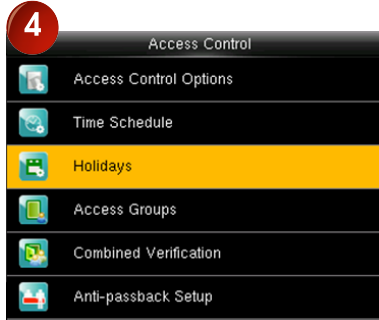 4
Access Control
Access Control Options
Time Schedule
Holidays
Access Groups
Combined Verification
Anti-passback Setup